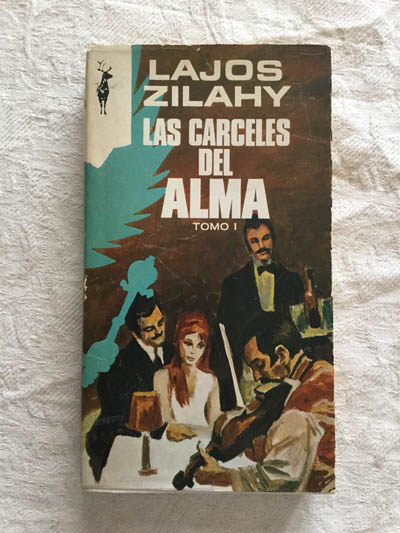 LAJOS
ZILAHY
LAS CARCELES
DEL
ALMA
TOMO I